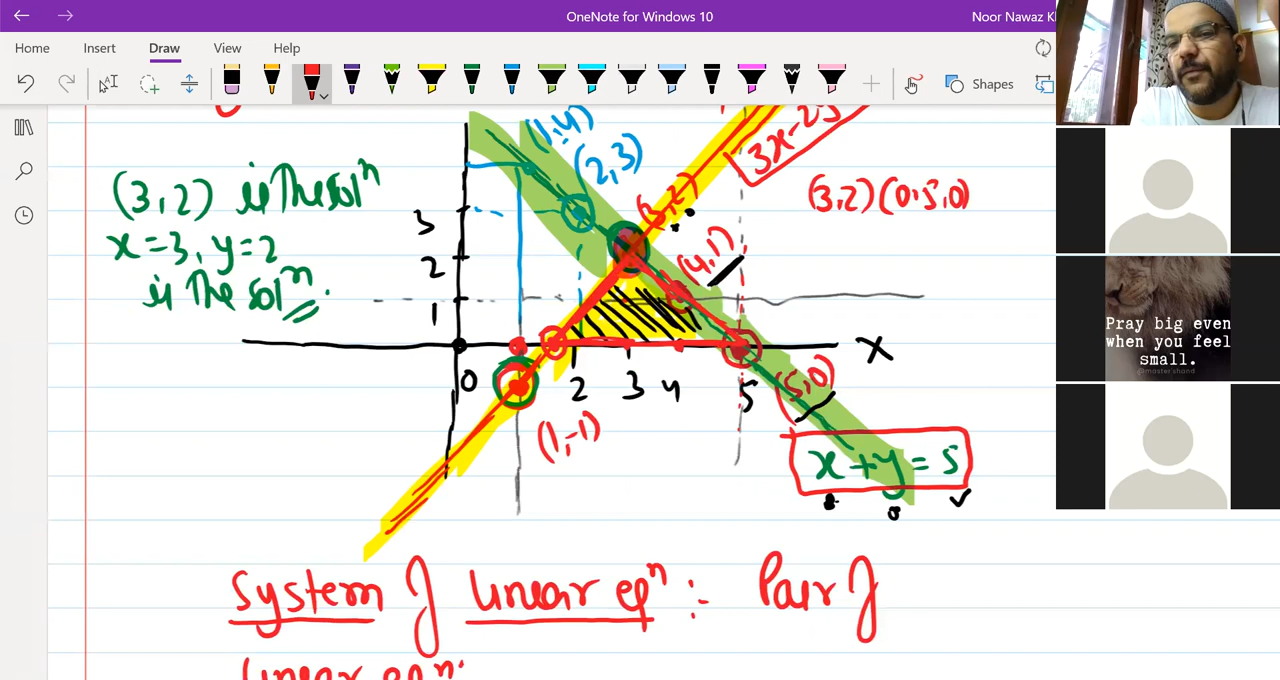 OneNote for Windows 10
Noor Nawaz K
Home Insert Draw View Help
Shapes
(1,4)
(2,3)
3x-2y
(3,2) is the solⁿ
x=3, y=2
is the solⁿ.
(3,2)
(3,2)(0.5,0)
(4,1)
3
2
1
X
0 2 3 4 5
(5,0)
(1,-1)
x+y=5
System of linear eqⁿ :- Pair of
linear eqⁿ.
Pray big even
when you feel
small.
@mastershand